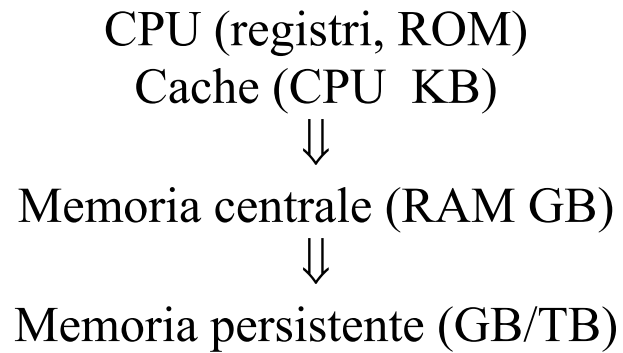 CPU (registri, ROM)
Cache (CPU  KB)
⇓
Memoria centrale (RAM GB)
⇓
Memoria persistente (GB/TB)